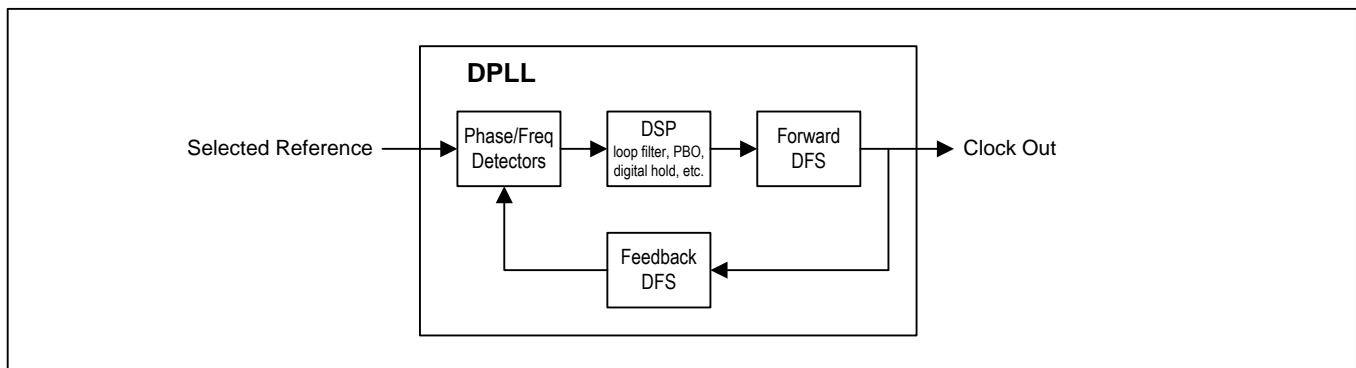 DPLL
Selected Reference
Phase/Freq
Detectors
DSP
loop filter, PBO,
digital hold, etc.
Forward
DFS
Clock Out
Feedback
DFS